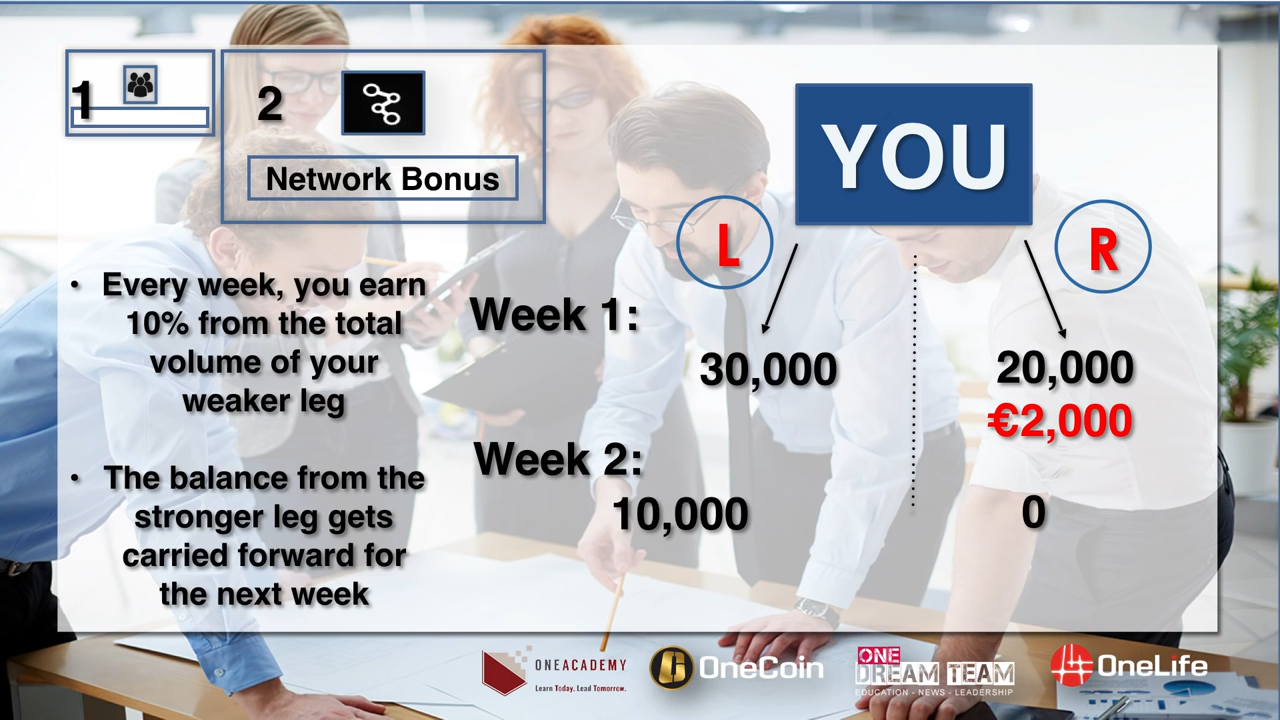 1
2
Network Bonus
YOU
L
R
• Every week, you earn
10% from the total
volume of your
weaker leg
• The balance from the
stronger leg gets
carried forward for
the next week
Week 1:
30,000
20,000
€2,000
Week 2:
10,000
0
ONEACADEMY
Learn Today. Lead Tomorrow.
OneCoin
ONE
DREAM TEAM
EDUCATION - NEWS - LEADERSHIP
OneLife